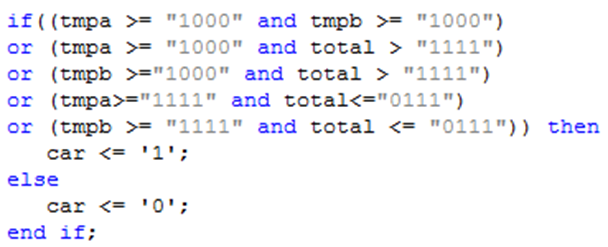 if((tmpa >= "1000" and tmpb >= "1000")
or (tmpa >= "1000" and total > "1111")
or (tmpb >="1000" and total > "1111")
or (tmpa>="1111" and total<="0111")
or (tmpb >= "1111" and total <= "0111")) then
   car <= '1';
else
   car <= '0';
end if;